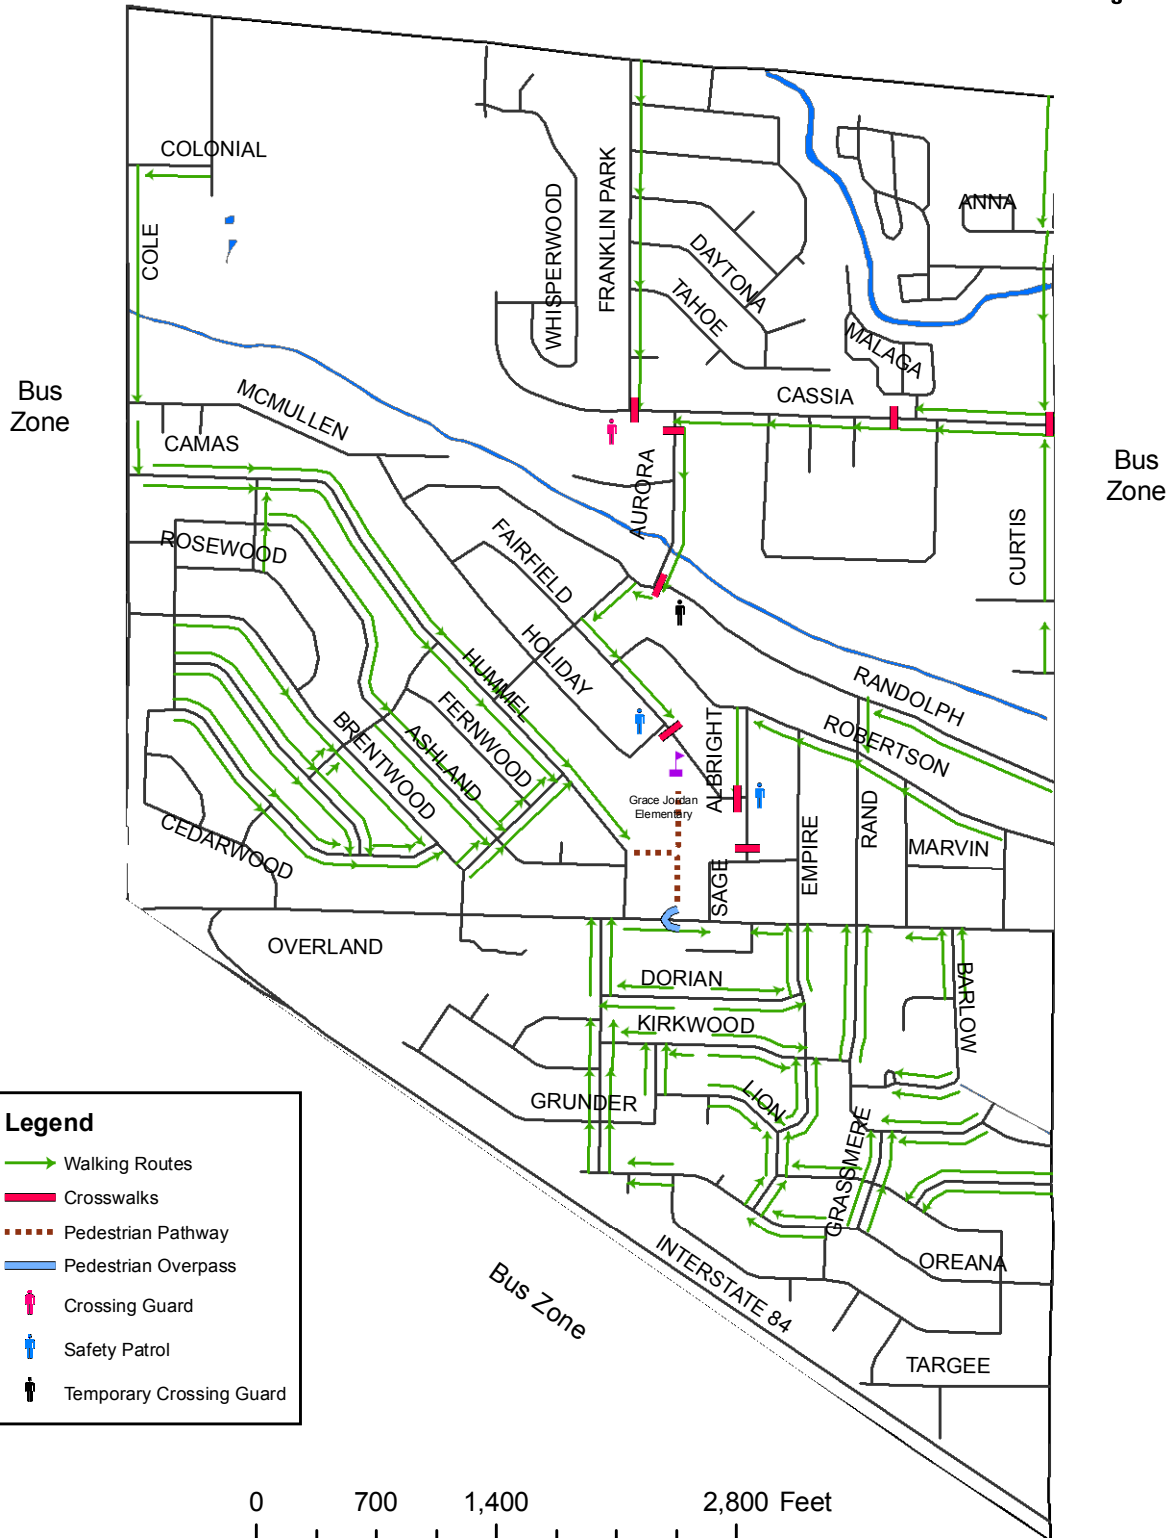 COLONIAL
COLE
WHISPERWOOD
FRANKLIN PARK
ANNA
DAYTONA
TAHOE
MALAGA
CASSIA
Bus
Zone
MCMULLEN
CAMAS
AURORA
Bus
Zone
CURTIS
ROSEWOOD
FAIRFIELD
HOLIDAY
HUMMEL
FERNWOOD
ASHLAND
BRENTWOOD
CEDARWOOD
RANDOLPH
ROBERTSON
ALBRIGHT
Grace Jordan
Elementary
SAGE
EMPIRE
RAND
MARVIN
OVERLAND
DORIAN
KIRKWOOD
BARLOW
GRUNDER
LION
GRASSMERE
OREANA
INTERSTATE 84
TARGEE
Bus Zone
Legend
Walking Routes
Crosswalks
Pedestrian Pathway
Pedestrian Overpass
Crossing Guard
Safety Patrol
Temporary Crossing Guard
0 700 1,400 2,800 Feet